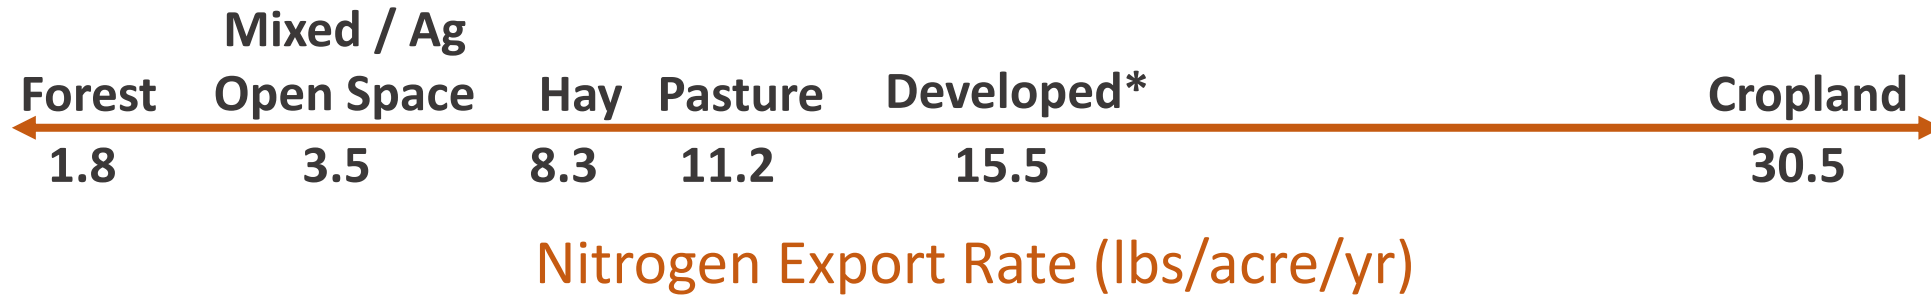 Mixed / Ag
Forest Open Space Hay Pasture Developed* Cropland
1.8 3.5 8.3 11.2 15.5 30.5
Nitrogen Export Rate (lbs/acre/yr)